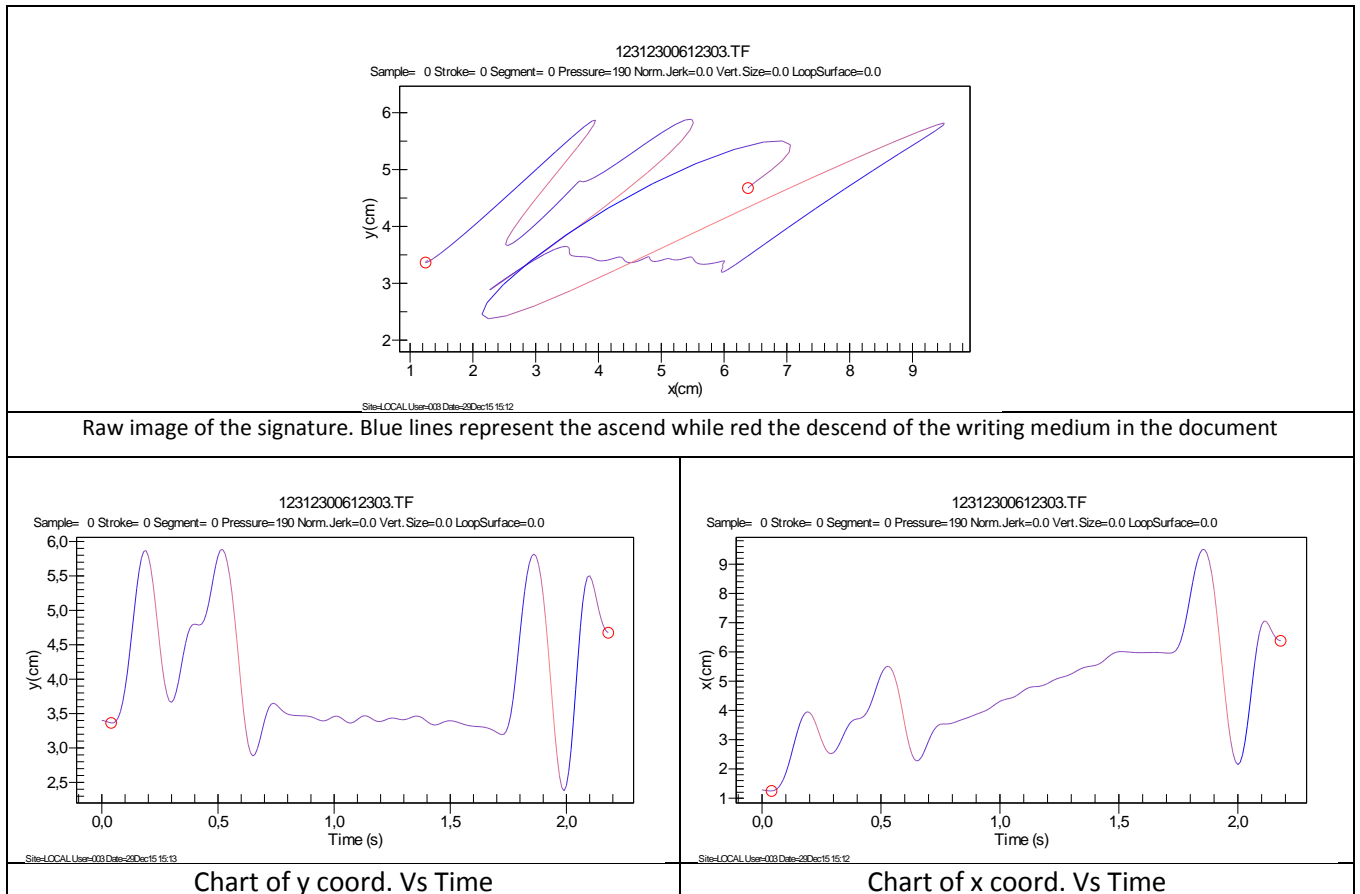 12312300612303.TF
Sample= 0 Stroke= 0 Segment= 0 Pressure=190 Norm.Jerk=0.0 Vert.Size=0.0 LoopSurface=0.0
y(cm)
6
5
4
3
2
1 2 3 4 5 6 7 8 9
x(cm)
Site=LOCAL User=003 Date=29Dec15 15:12
Raw image of the signature. Blue lines represent the ascend while red the descend of the writing medium in the document
12312300612303.TF
Sample= 0 Stroke= 0 Segment= 0 Pressure=190 Norm.Jerk=0.0 Vert.Size=0.0 LoopSurface=0.0
y(cm)
6,0
5,5
5,0
4,5
4,0
3,5
3,0
2,5
0,0 0,5 1,0 1,5 2,0
Time (s)
Site=LOCAL User=003 Date=29Dec15 15:13
Chart of y coord. Vs Time
12312300612303.TF
Sample= 0 Stroke= 0 Segment= 0 Pressure=190 Norm.Jerk=0.0 Vert.Size=0.0 LoopSurface=0.0
x(cm)
9
8
7
6
5
4
3
2
1
0,0 0,5 1,0 1,5 2,0
Time (s)
Site=LOCAL User=003 Date=29Dec15 15:12
Chart of x coord. Vs Time